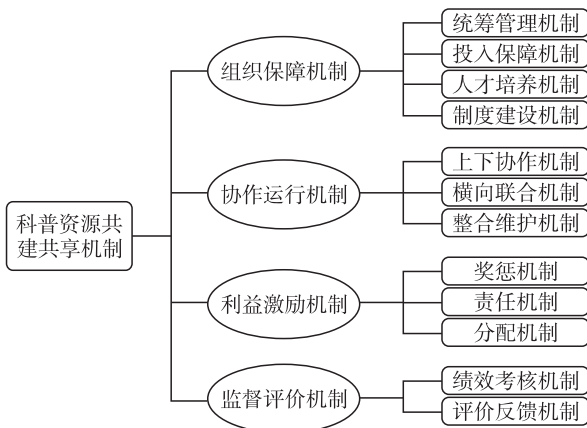 科普资源共
建共享机制
组织保障机制
统筹管理机制
投入保障机制
人才培养机制
制度建设机制
协作运行机制
上下协作机制
横向联合机制
整合维护机制
利益激励机制
奖惩机制
责任机制
分配机制
监督评价机制
绩效考核机制
评价反馈机制